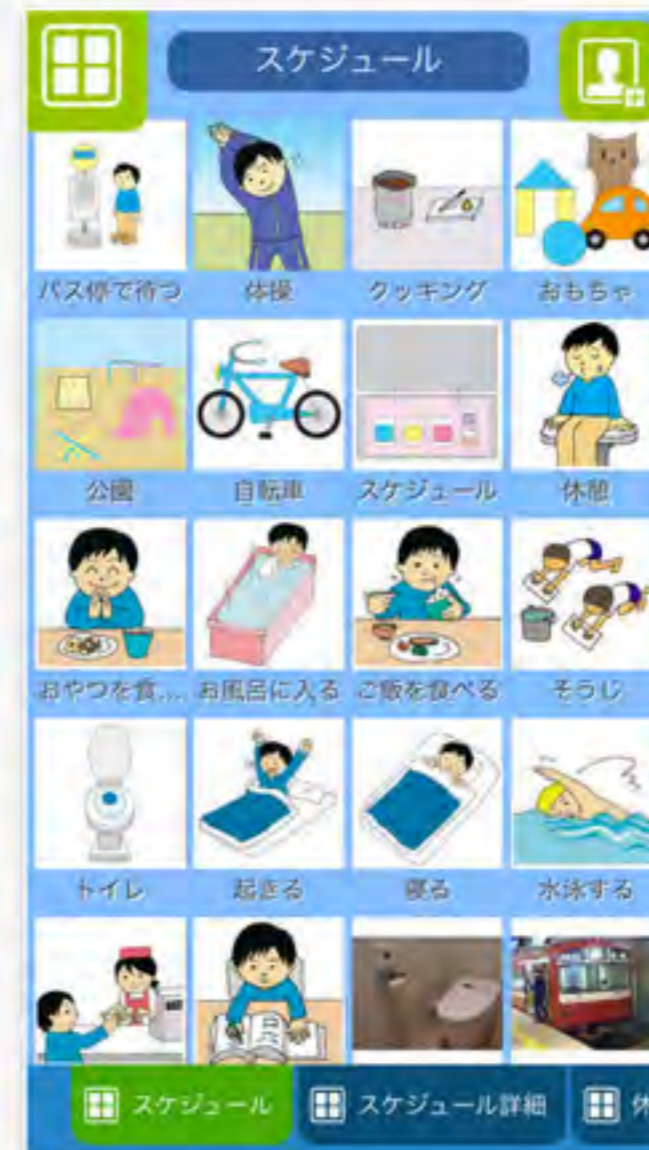 スケジュール
バス停で待つ
体操
クッキング
おもちゃ
公園
自転車
スケジュール
休憩
おやつを食....
お風呂に入る
ご飯を食べる
そうじ
トイレ
起きる
寝る
水泳する
スケジュール
スケジュール詳細
休